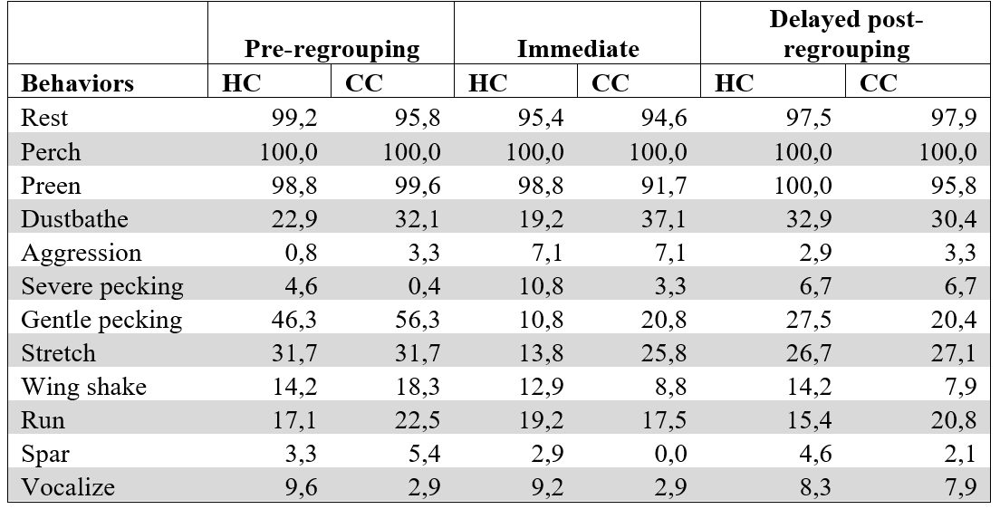 Pre-regrouping Immediate Delayed post-
regrouping
Behaviors HC CC HC CC HC CC
Rest 99,2 95,8 95,4 94,6 97,5 97,9
Perch 100,0 100,0 100,0 100,0 100,0 100,0
Preen 98,8 99,6 98,8 91,7 100,0 95,8
Dustbathe 22,9 32,1 19,2 37,1 32,9 30,4
Aggression 0,8 3,3 7,1 7,1 2,9 3,3
Severe pecking 4,6 0,4 10,8 3,3 6,7 6,7
Gentle pecking 46,3 56,3 10,8 20,8 27,5 20,4
Stretch 31,7 31,7 13,8 25,8 26,7 27,1
Wing shake 14,2 18,3 12,9 8,8 14,2 7,9
Run 17,1 22,5 19,2 17,5 15,4 20,8
Spar 3,3 5,4 2,9 0,0 4,6 2,1
Vocalize 9,6 2,9 9,2 2,9 8,3 7,9